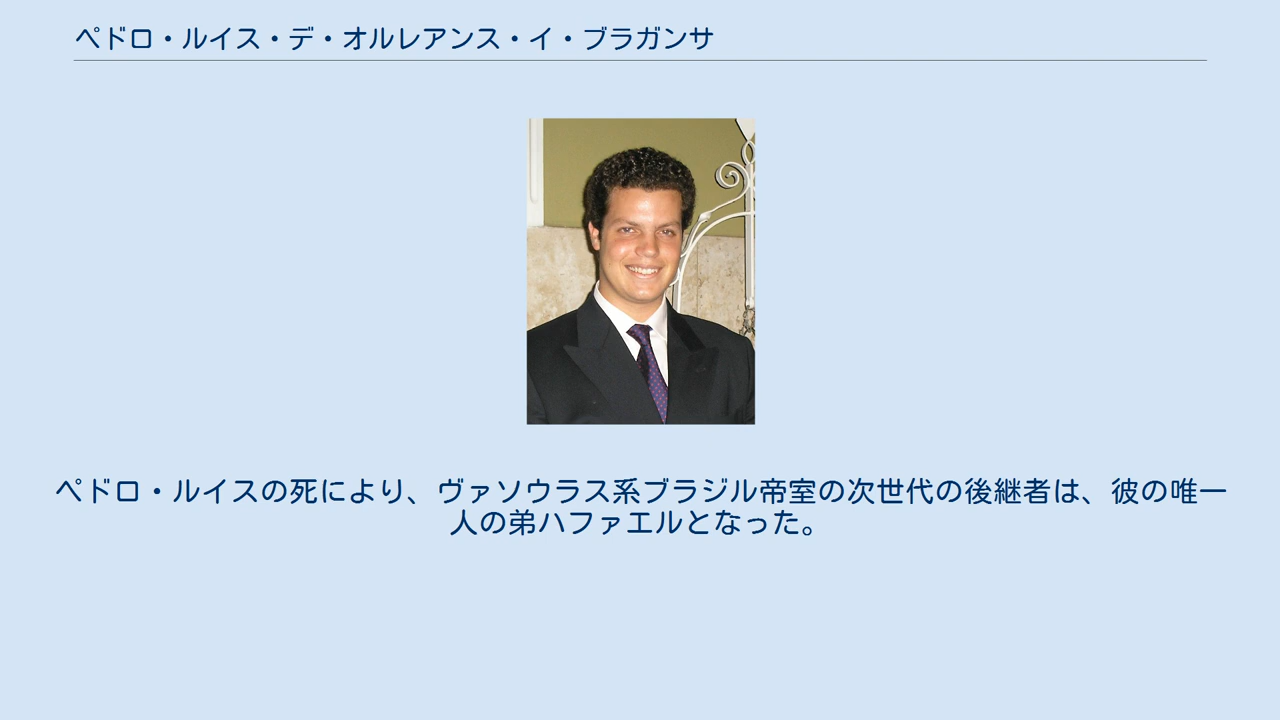 ペドロ・ルイス・デ・オルレアンス・イ・ブラガンサ
ペドロ・ルイスの死により、ヴァソウラス系ブラジル帝室の次世代の後継者は、彼の唯一
人の弟ハファエルとなった。